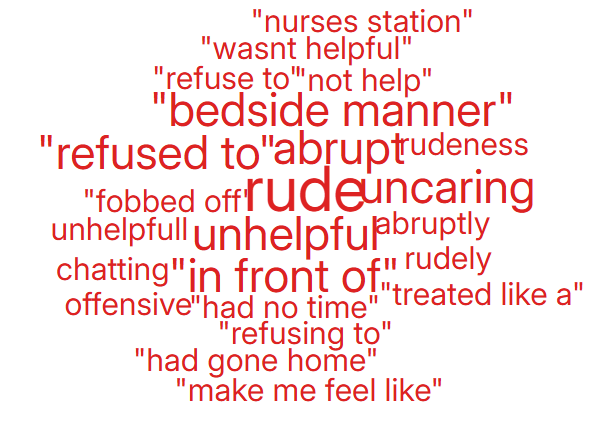 "nurses station"
"wasnt helpful"
"refuse to" "not help"
"bedside manner"
"refused to" abrupt rudeness
"fobbed off" rude uncaring
unhelpfull unhelpful abruptly
chatting "in front of" rudely
offensive "had no time" "treated like a"
"refusing to"
"had gone home"
"make me feel like"